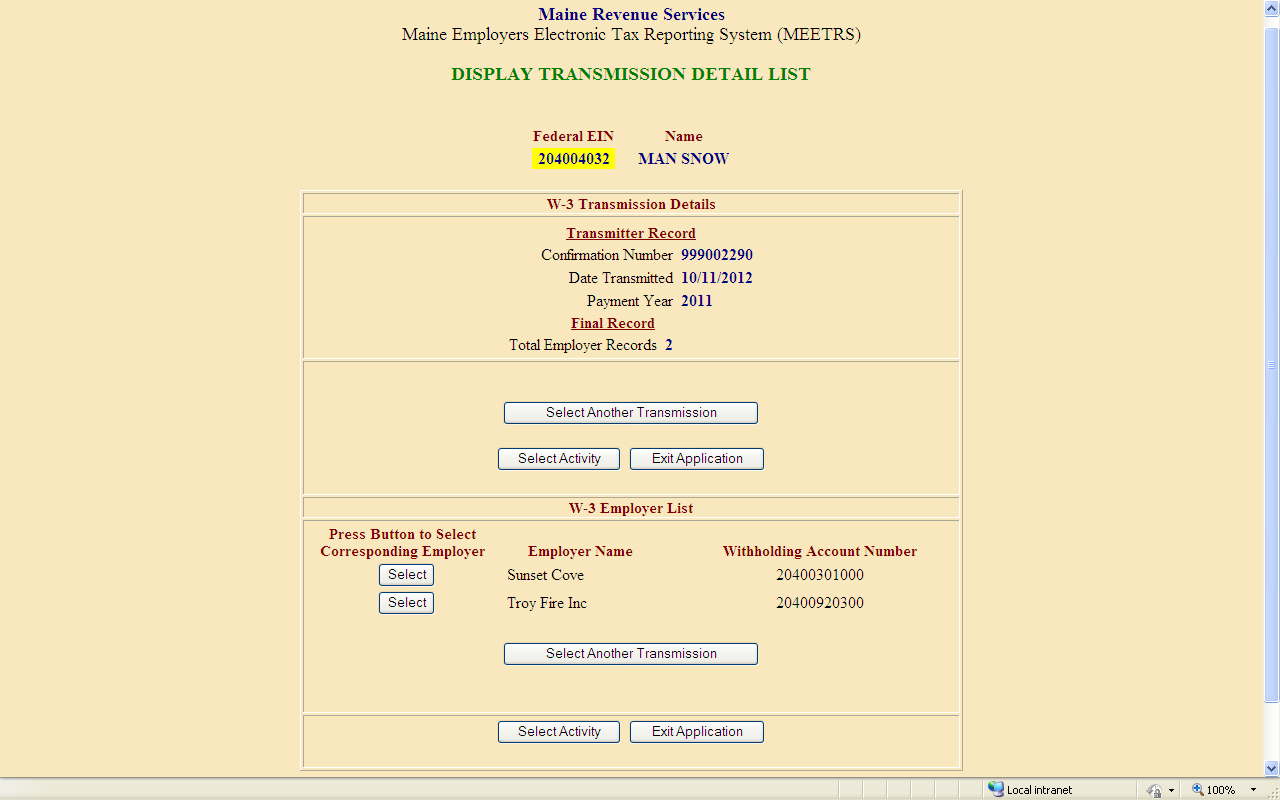 Maine Revenue Services
Maine Employers Electronic Tax Reporting System (MEETRS)
DISPLAY TRANSMISSION DETAIL LIST
Federal EIN Name
204004032 MAN SNOW
W-3 Transmission Details
Transmitter Record
Confirmation Number 999002290
Date Transmitted 10/11/2012
Payment Year 2011
Final Record
Total Employer Records 2
Select Another Transmission
Select Activity Exit Application
W-3 Employer List
Press Button to Select
Corresponding Employer Employer Name Withholding Account Number
Select Sunset Cove 20400301000
Select Troy Fire Inc 20400920300
Select Another Transmission
Select Activity Exit Application
Local intranet 100%